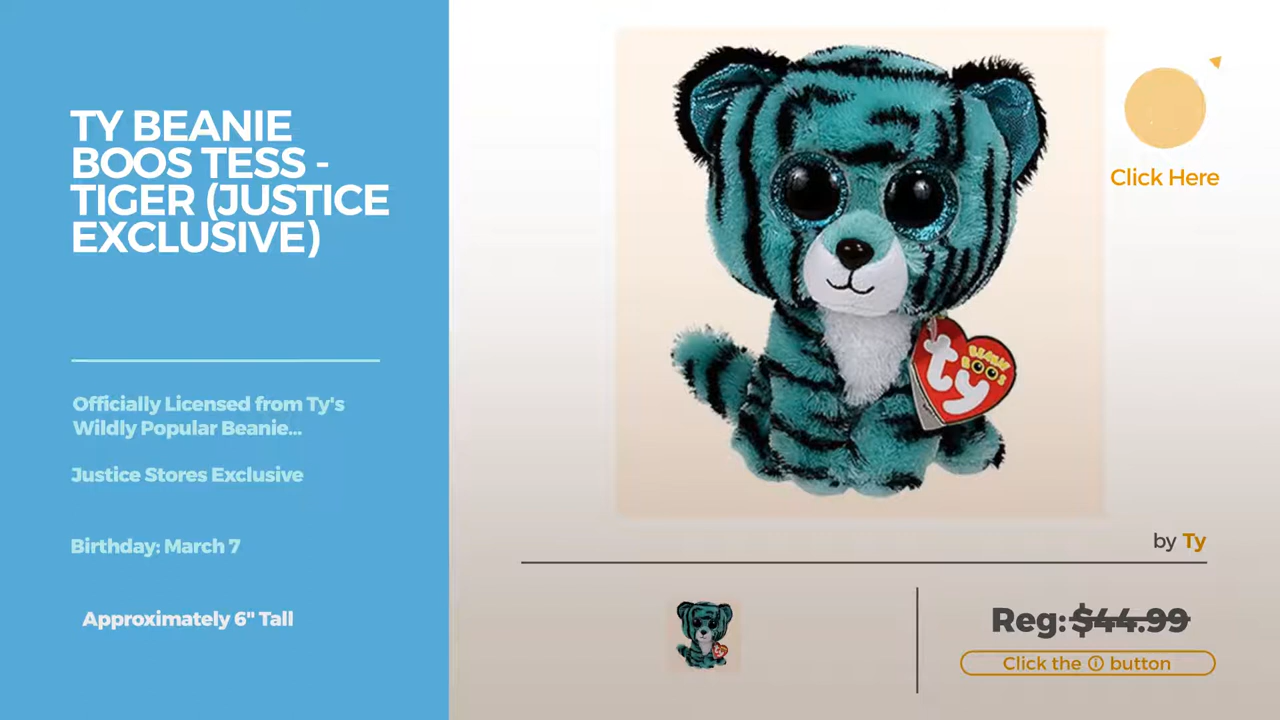 TY BEANIE
BOOS TESS -
TIGER (JUSTICE
EXCLUSIVE)
Officially Licensed from Ty's
Wildly Popular Beanie...
Justice Stores Exclusive
Birthday: March 7
Approximately 6" Tall
BEANIE
BOOS
ty
Click Here
by Ty
Reg: $44.99
Click the ⓘ button